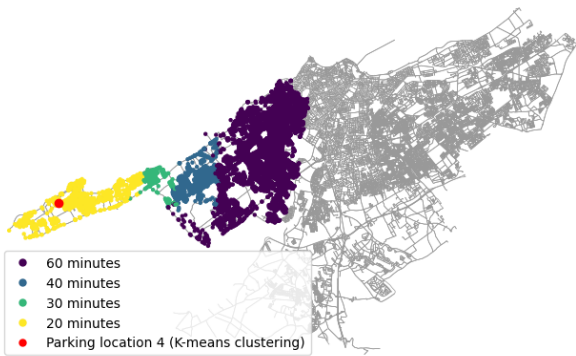 60 minutes
40 minutes
30 minutes
20 minutes
Parking location 4 (K-means clustering)